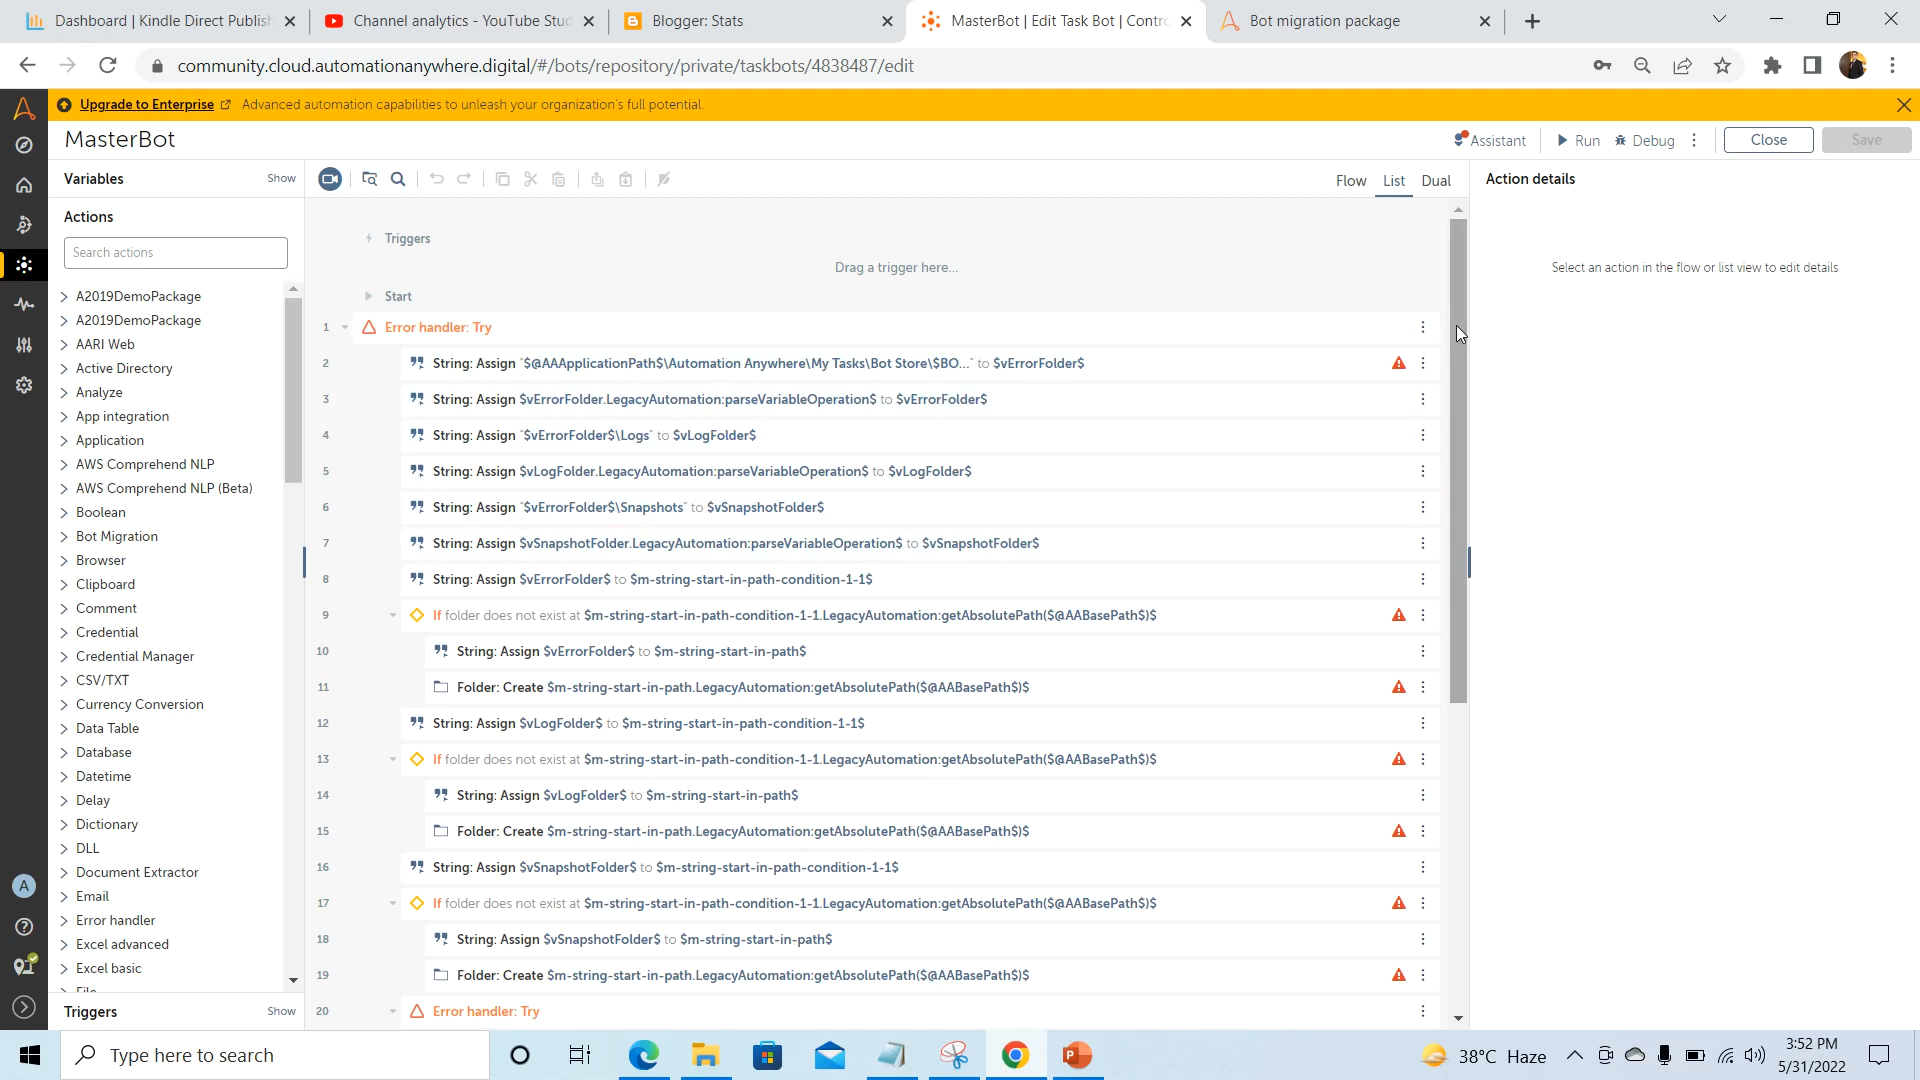 Dashboard | Kindle Direct Publish
Channel analytics - YouTube Stu
Blogger: Stats
MasterBot | Edit Task Bot | Contro
Bot migration package
community.cloud.automationanywhere.digital/#/bots/repository/private/taskbots/4838487/edit
Upgrade to Enterprise Advanced automation capabilities to unleash your organization's full potential.
MasterBot
Assistant Run Debug Close Save
Variables Show
Flow List Dual
Action details
Select an action in the flow or list view to edit details
Actions
Search actions
A2019DemoPackage
A2019DemoPackage
AARI Web
Active Directory
Analyze
App integration
Application
AWS Comprehend NLP
AWS Comprehend NLP (Beta)
Boolean
Bot Migration
Browser
Clipboard
Comment
Credential
Credential Manager
CSV/TXT
Currency Conversion
Data Table
Database
Datetime
Delay
Dictionary
DLL
Document Extractor
Email
Error handler
Excel advanced
Excel basic
File
Triggers Show
Triggers
Drag a trigger here...
Start
1 Error handler: Try
2 String: Assign "$@AAApplicationPath$\Automation Anywhere\My Tasks\Bot Store\$BO..." to $vErrorFolder$
3 String: Assign $vErrorFolder.LegacyAutomation:parseVariableOperation$ to $vErrorFolder$
4 String: Assign "$vErrorFolder$\Logs" to $vLogFolder$
5 String: Assign $vLogFolder.LegacyAutomation:parseVariableOperation$ to $vLogFolder$
6 String: Assign "$vErrorFolder$\Snapshots" to $vSnapshotFolder$
7 String: Assign $vSnapshotFolder.LegacyAutomation:parseVariableOperation$ to $vSnapshotFolder$
8 String: Assign $vErrorFolder$ to $m-string-start-in-path-condition-1-1$
9 If folder does not exist at $m-string-start-in-path-condition-1-1.LegacyAutomation:getAbsolutePath($@AABasePath$)$
10 String: Assign $vErrorFolder$ to $m-string-start-in-path$
11 Folder: Create $m-string-start-in-path.LegacyAutomation:getAbsolutePath($@AABasePath$)$
12 String: Assign $vLogFolder$ to $m-string-start-in-path-condition-1-1$
13 If folder does not exist at $m-string-start-in-path-condition-1-1.LegacyAutomation:getAbsolutePath($@AABasePath$)$
14 String: Assign $vLogFolder$ to $m-string-start-in-path$
15 Folder: Create $m-string-start-in-path.LegacyAutomation:getAbsolutePath($@AABasePath$)$
16 String: Assign $vSnapshotFolder$ to $m-string-start-in-path-condition-1-1$
17 If folder does not exist at $m-string-start-in-path-condition-1-1.LegacyAutomation:getAbsolutePath($@AABasePath$)$
18 String: Assign $vSnapshotFolder$ to $m-string-start-in-path$
19 Folder: Create $m-string-start-in-path.LegacyAutomation:getAbsolutePath($@AABasePath$)$
20 Error handler: Try
A
Type here to search
38°C Haze
3:52 PM
5/31/2022